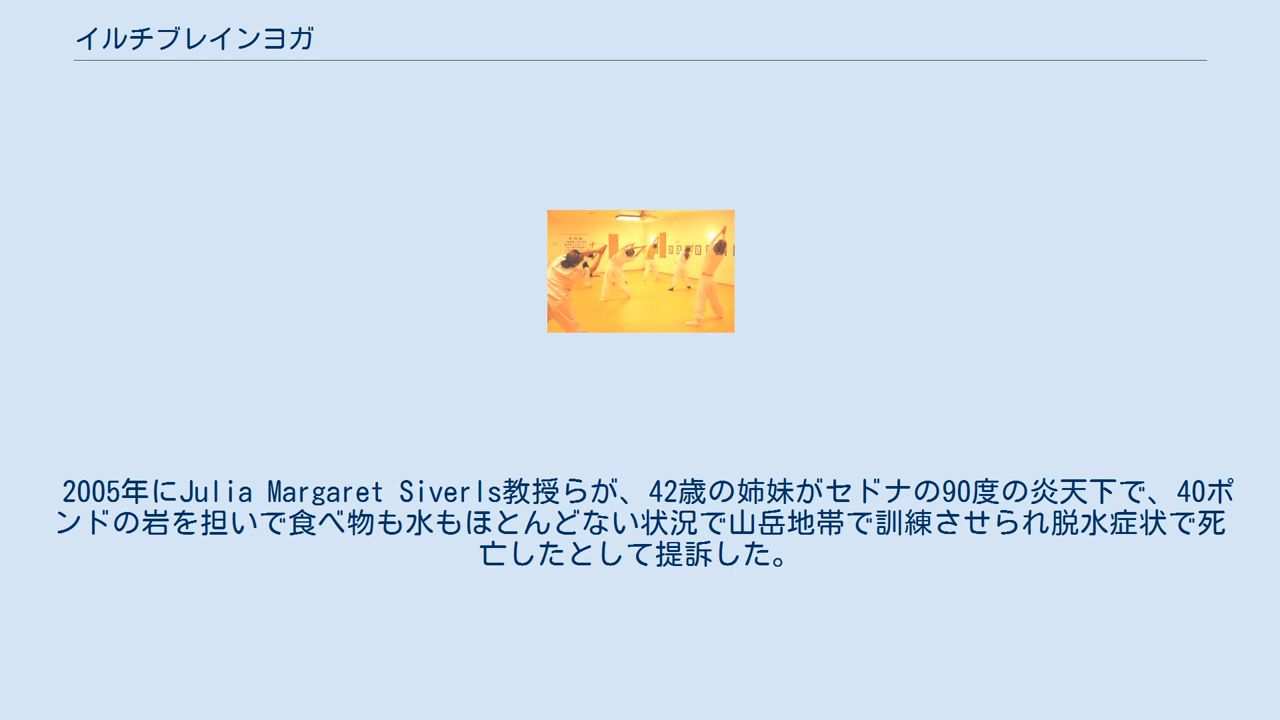 イルチブレインヨガ
2005年にJulia Margaret Siverls教授らが、42歳の姉妹がセドナの90度の炎天下で、40ポ
ンドの岩を担いで食べ物も水もほとんどない状況で山岳地帯で訓練させられ脱水症状で死
亡したとして提訴した。